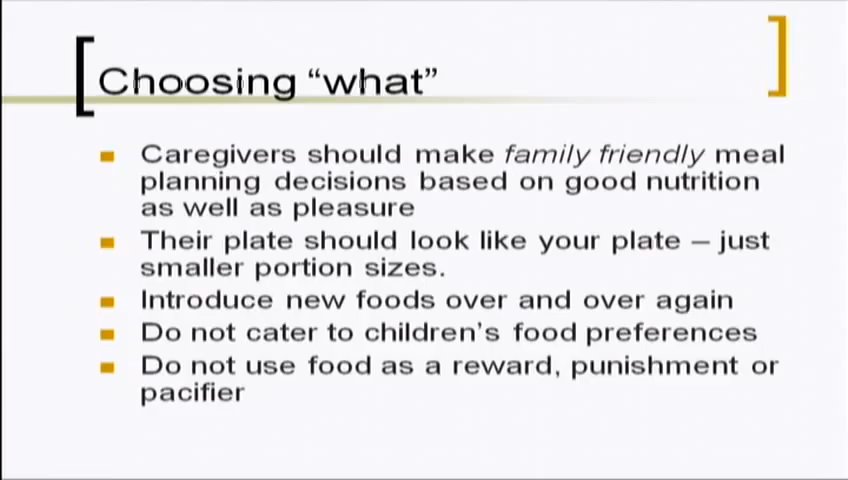 Choosing “what”
Caregivers should make family friendly meal
planning decisions based on good nutrition
as well as pleasure
Their plate should look like your plate – just
smaller portion sizes.
Introduce new foods over and over again
Do not cater to children’s food preferences
Do not use food as a reward, punishment or
pacifier